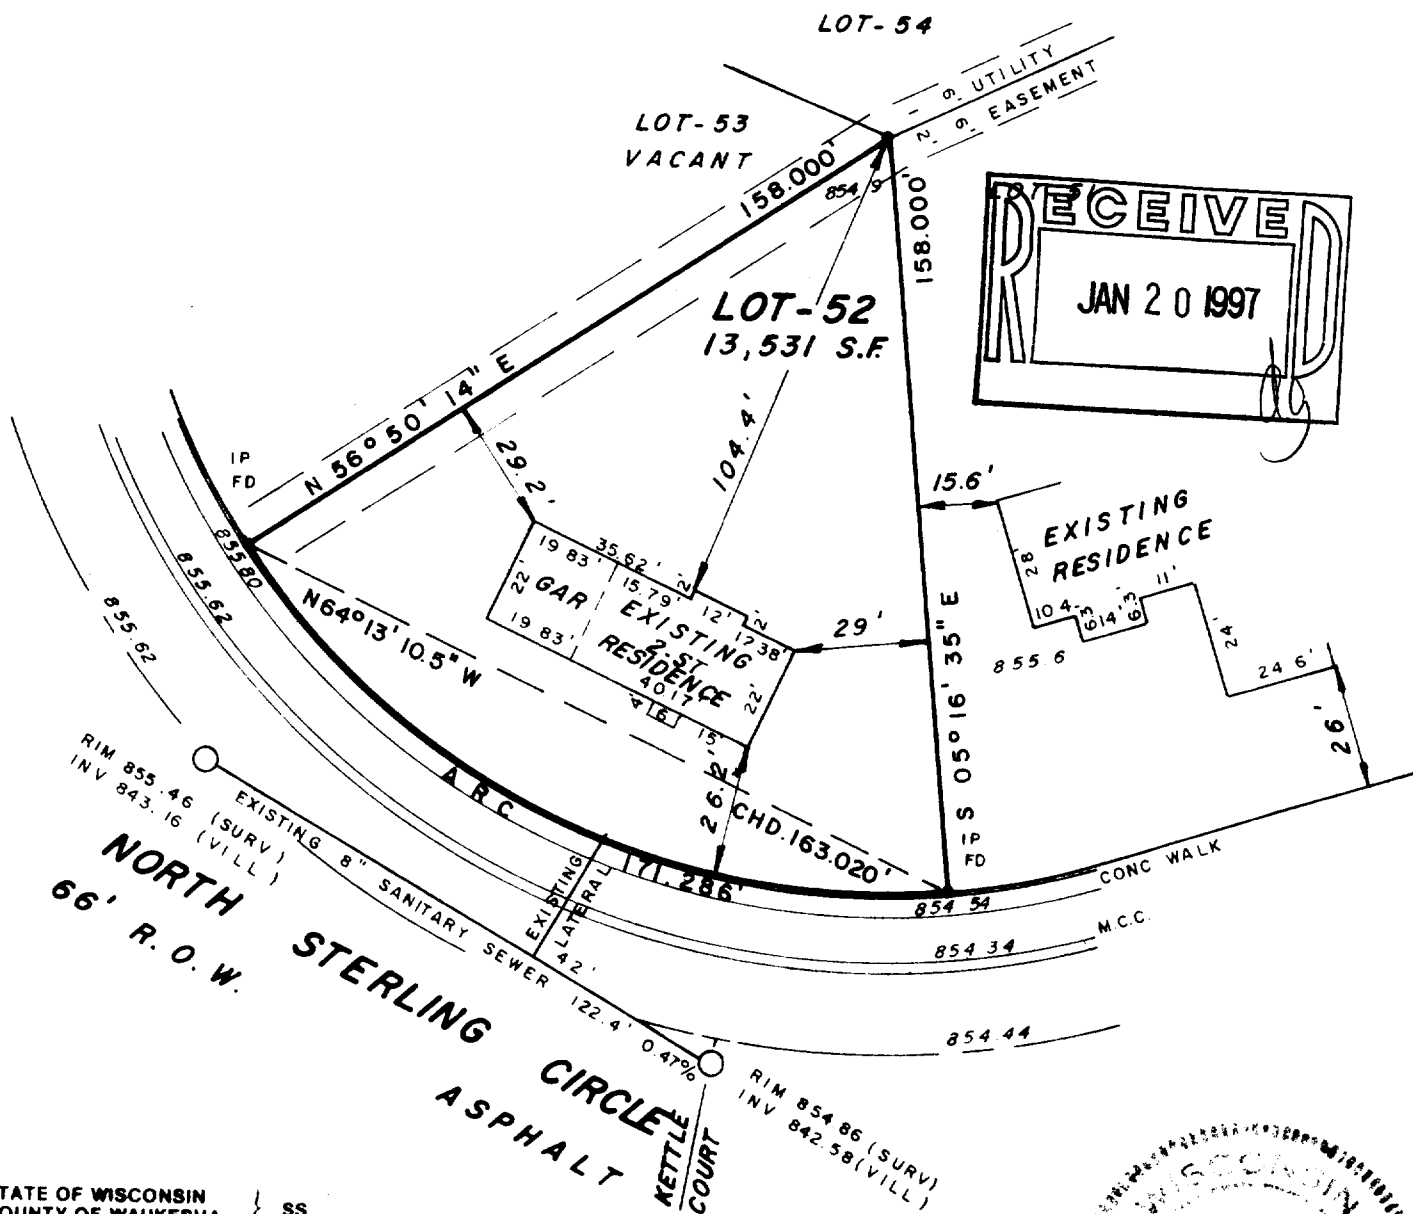 LOT-54
6' UTILITY
6' EASEMENT
12'
LOT-53
VACANT
158.000'
854.9
158.000'
RECEIVED
JAN 20 1997
LOT-52
13,531 S.F.
N 56° 50' 14" E
IP
FD
29.2'
104.4'
15.6'
EXISTING
RESIDENCE
28'
10.4
6.3
14'
6.3
11'
24'
24.6'
26'
855.6
19.83'
35.62'
2'
22'
GAR
15.79'
12'
2'
17.38'
19.83'
EXISTING
2-ST
RESIDENCE
40.17'
22'
4'
6'
15'
29'
S 05° 16' 35" E
855.80
855.62
855.62
N64° 13' 10.5" W
CHD. 163.020'
26.2'
ARC
171.286'
IP
FD
CONC WALK
854.54
M.C.C.
854.34
854.44
RIM 855.46 (SURV)
INV 843.16 (VILL)
EXISTING 8" SANITARY SEWER 122.4' 0.47%
EXISTING
LATERAL
42'
NORTH STERLING CIRCLE
66' R.O.W.
ASPHALT
KETTLE
COURT
RIM 854.86 (SURV)
INV 842.58 (VILL)
TATE OF WISCONSIN
OUNTY OF WAUKESHA
} SS
WISCONSIN